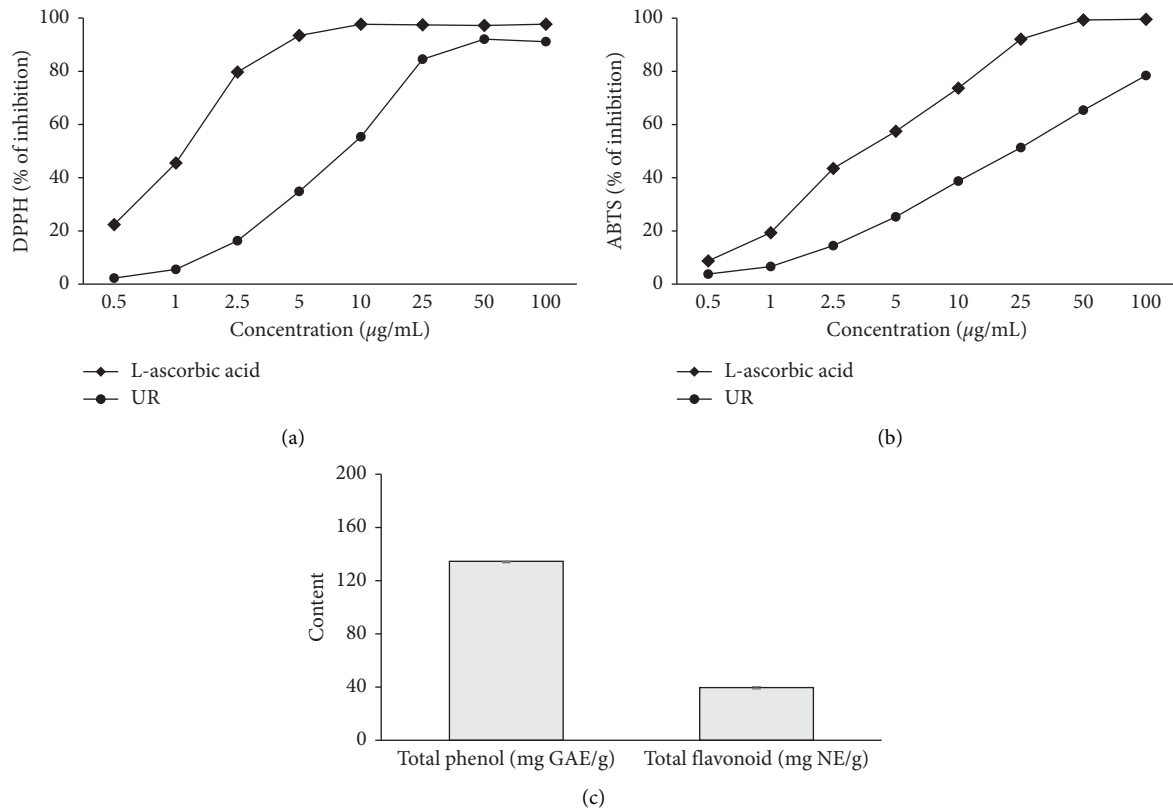 100
80
60
40
20
0
DPPH (% of inhibition)
0.5 1 2.5 5 10 25 50 100
Concentration (μg/mL)
L-ascorbic acid
UR
(a)
100
80
60
40
20
0
ABTS (% of inhibition)
0.5 1 2.5 5 10 25 50 100
Concentration (μg/mL)
L-ascorbic acid
UR
(b)
200
160
120
80
40
0
Content
Total phenol (mg GAE/g) Total flavonoid (mg NE/g)
(c)